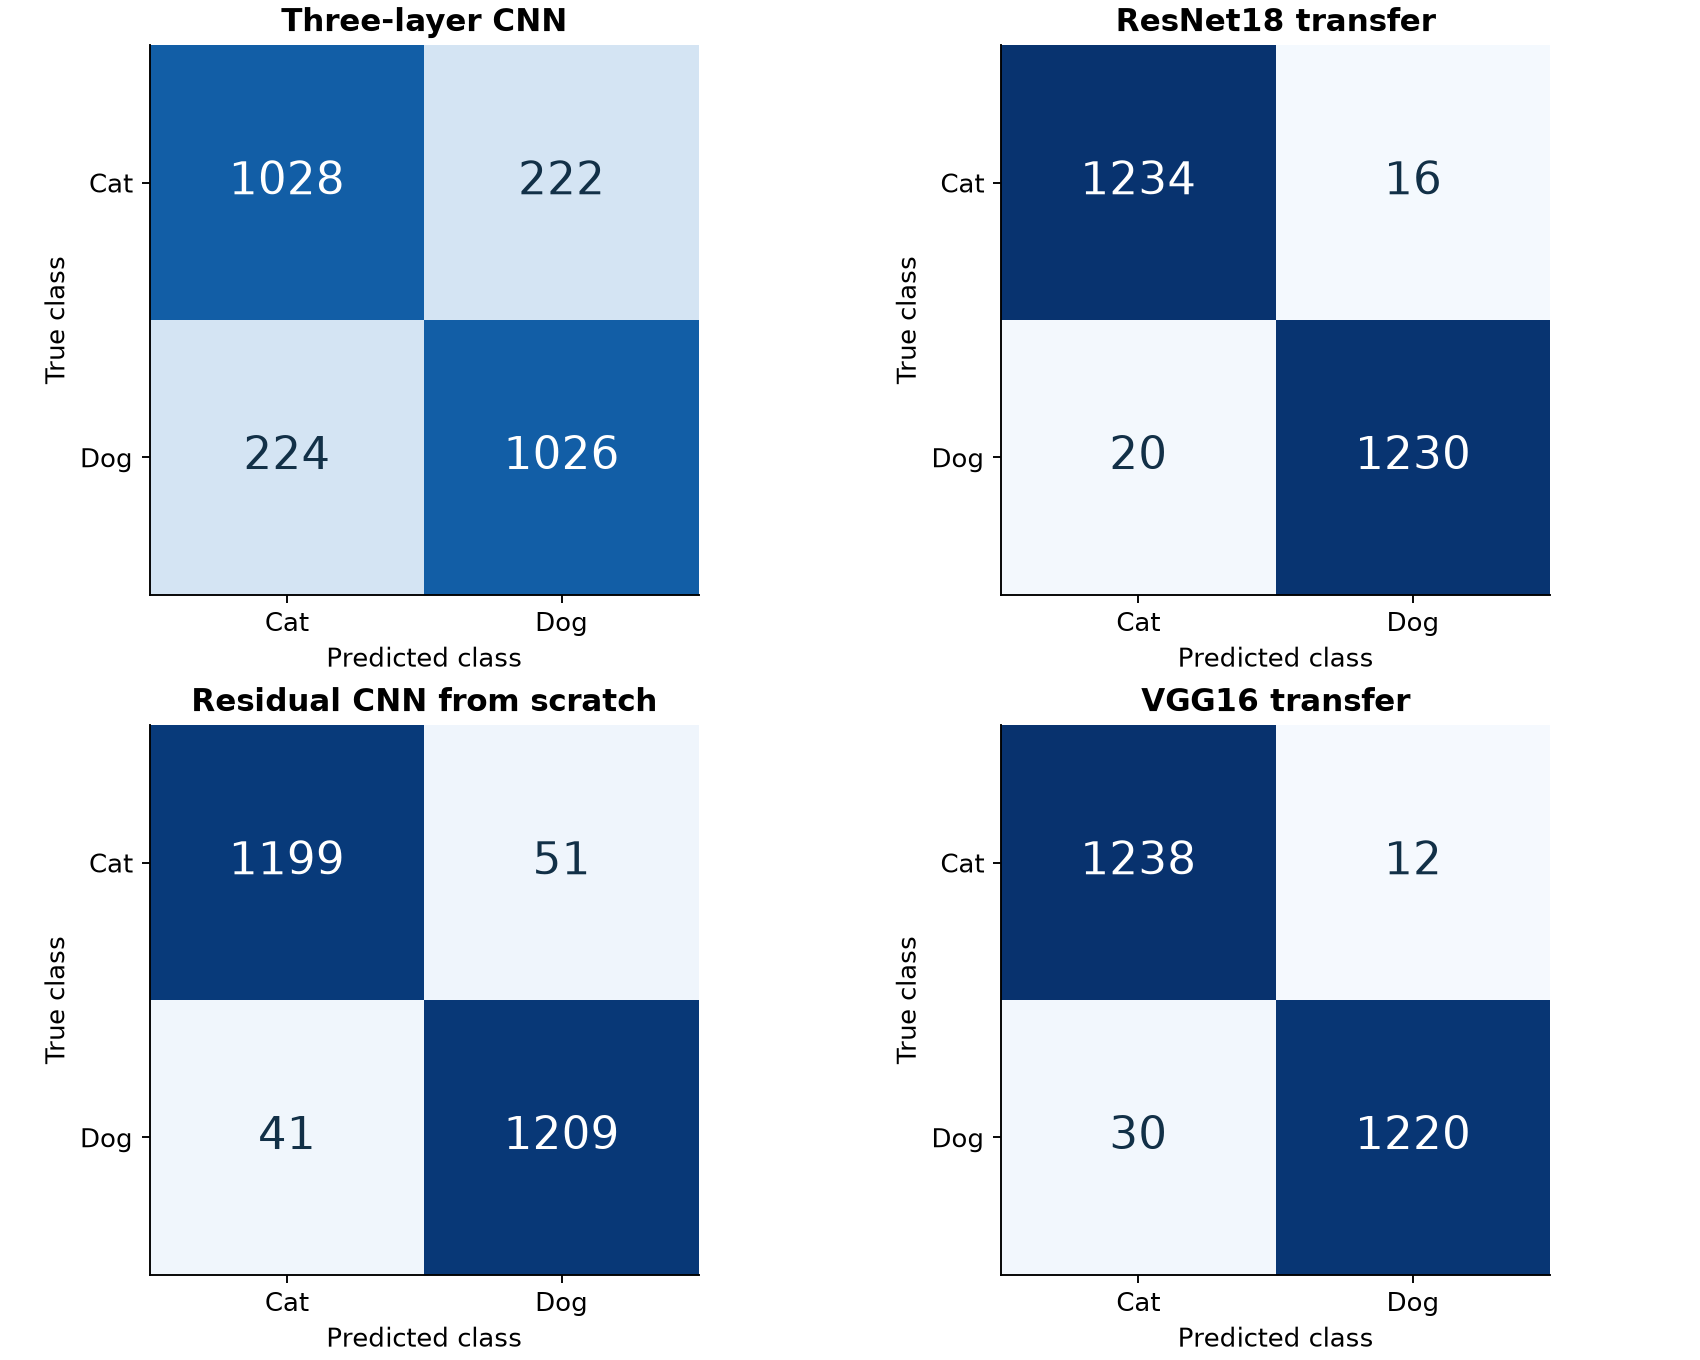 Three-layer CNN
Cat
1028
222
True class
Dog
224
1026
Cat
Dog
Predicted class
ResNet18 transfer
Cat
1234
16
True class
Dog
20
1230
Cat
Dog
Predicted class
Residual CNN from scratch
Cat
1199
51
True class
Dog
41
1209
Cat
Dog
Predicted class
VGG16 transfer
Cat
1238
12
True class
Dog
30
1220
Cat
Dog
Predicted class